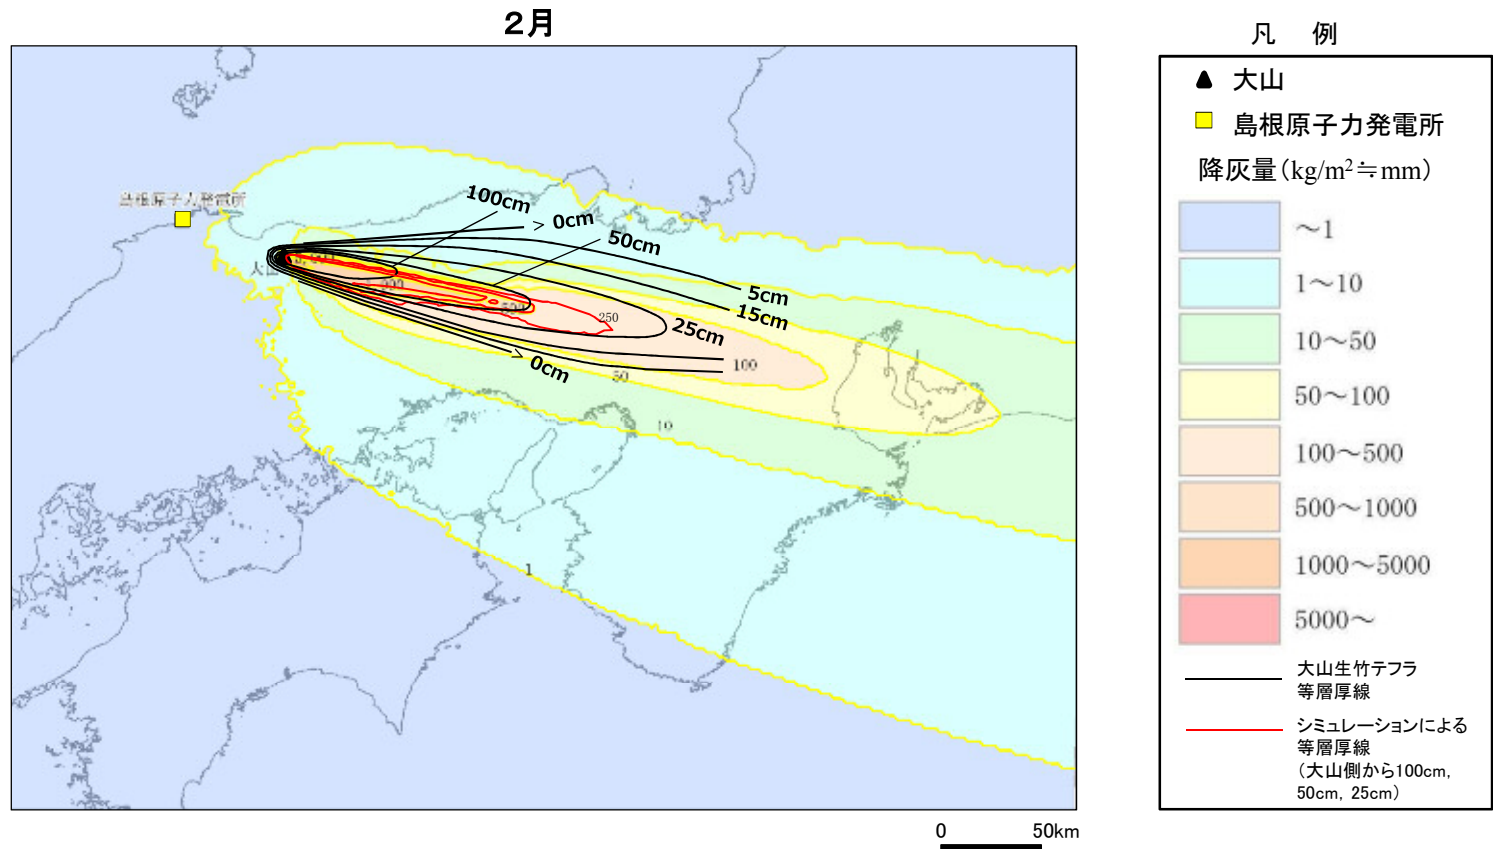 2月
島根原子力発電所
100cm
> 0cm
50cm
大山
900
500
250
5cm
15cm
25cm
> 0cm
100
50
10
1
0 50km
凡 例
大山
島根原子力発電所
降灰量(kg/m²≒mm)
～1
1～10
10～50
50～100
100～500
500～1000
1000～5000
5000～
大山生竹テフラ
等層厚線
シミュレーションによる
等層厚線
(大山側から100cm,
50cm, 25cm)